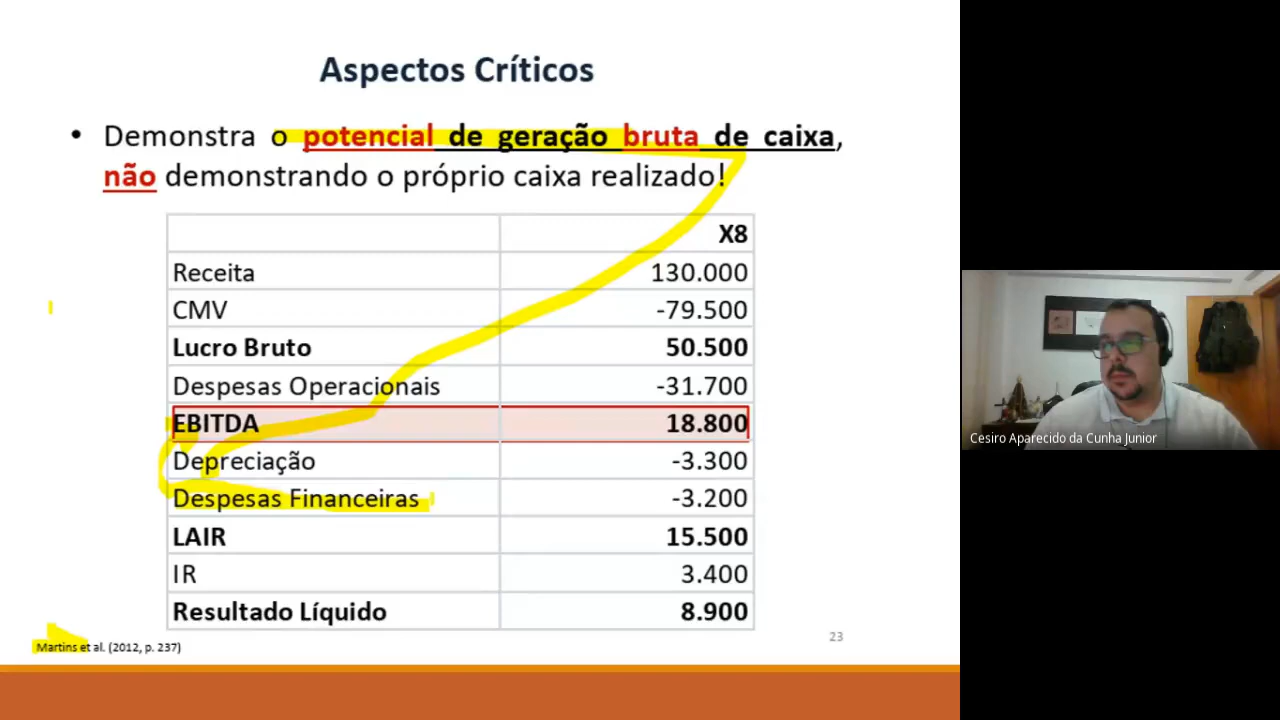 Aspectos Críticos
• Demonstra o potencial de geração bruta de caixa,
não demonstrando o próprio caixa realizado!
X8
Receita 130.000
CMV -79.500
Lucro Bruto 50.500
Despesas Operacionais -31.700
EBITDA 18.800
Depreciação -3.300
Despesas Financeiras -3.200
LAIR 15.500
IR 3.400
Resultado Líquido 8.900
23
Martins et al. (2012, p. 237)
Cesiro Aparecido da Cunha Junior